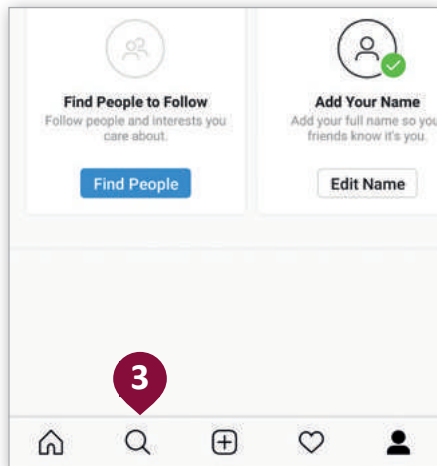 Find People to Follow
Follow people and interests you
care about.
Find People
Add Your Name
Add your full name so you
friends know it's you.
Edit Name
3